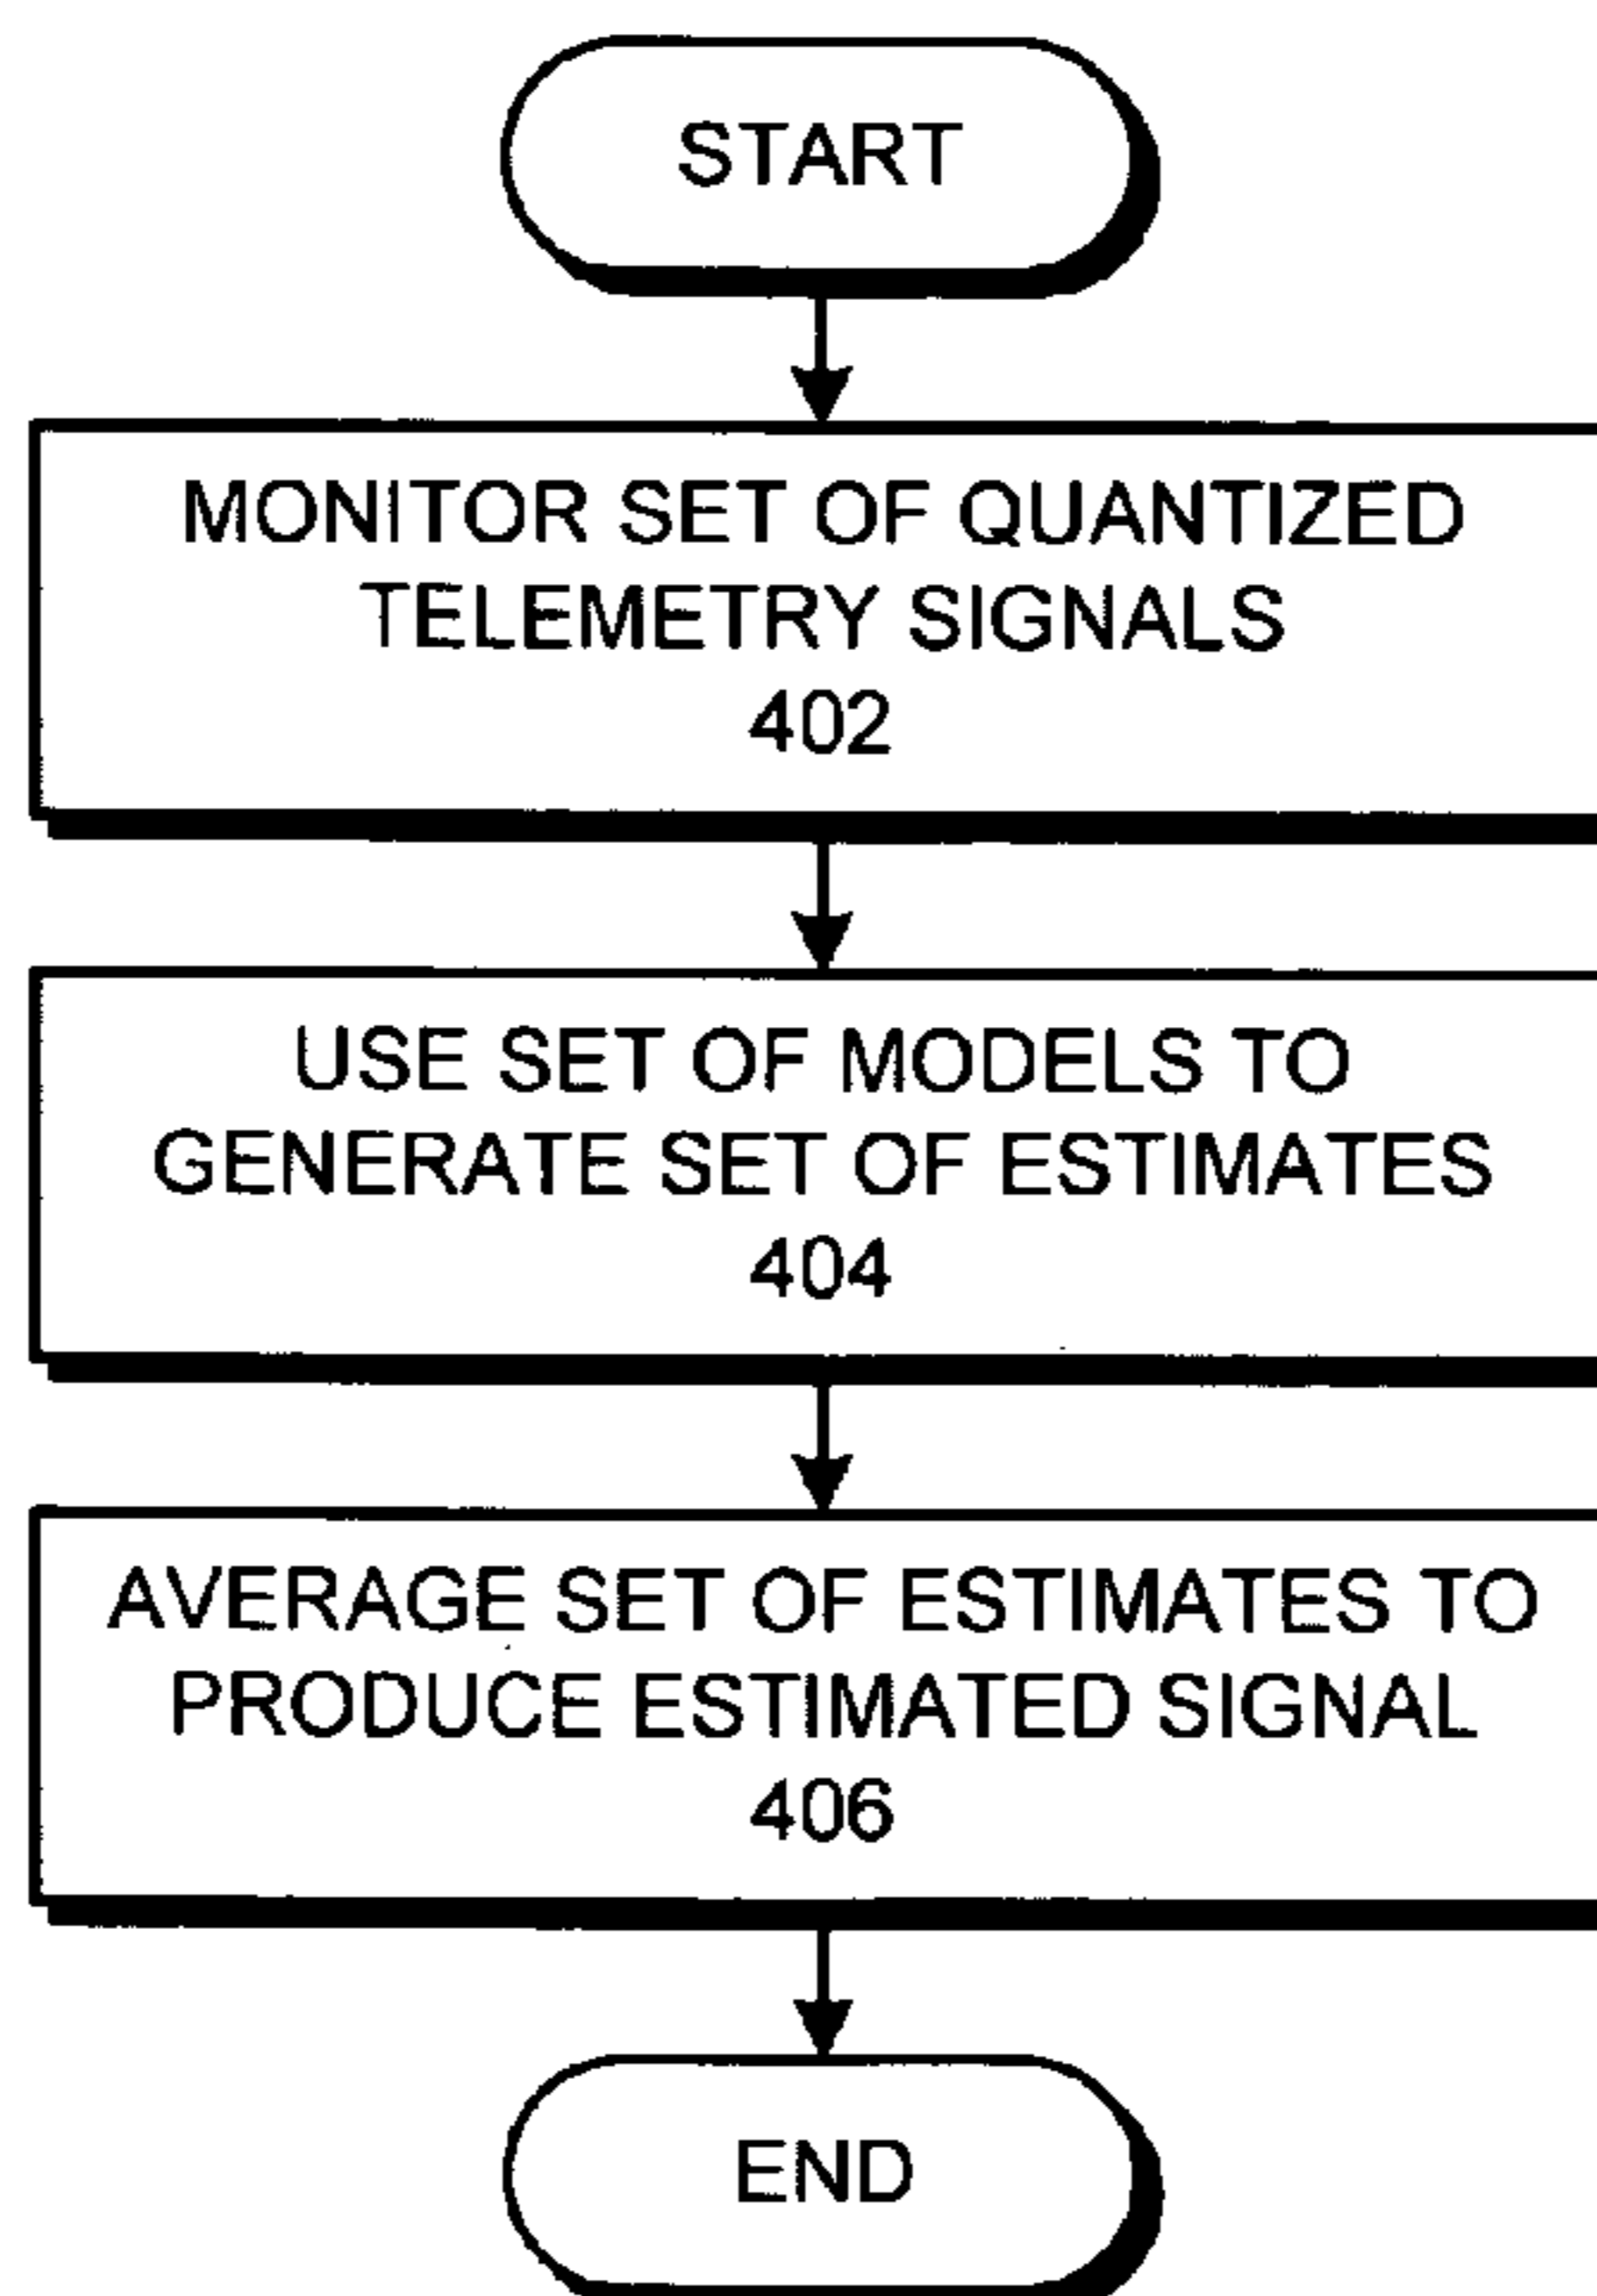 START
MONITOR SET OF QUANTIZED
TELEMETRY SIGNALS
402
USE SET OF MODELS TO
GENERATE SET OF ESTIMATES
404
AVERAGE SET OF ESTIMATES TO
PRODUCE ESTIMATED SIGNAL
406
END